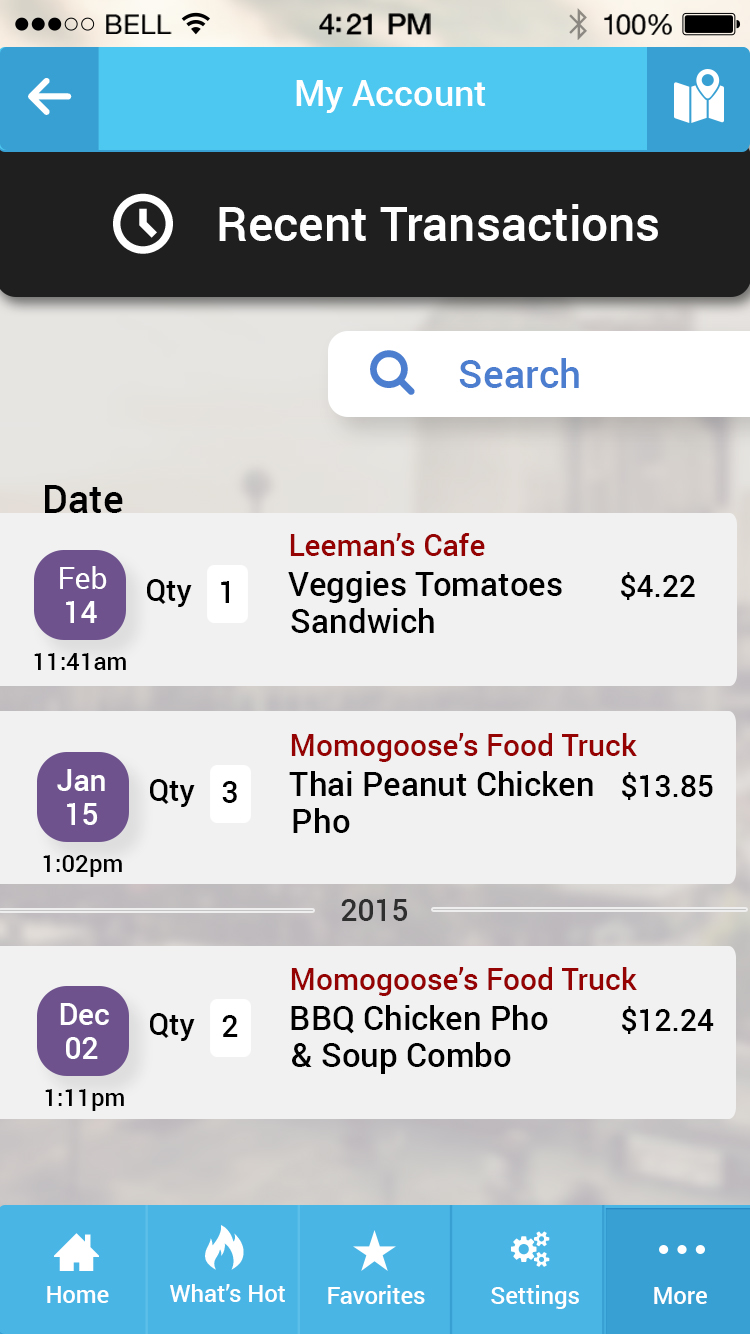 BELL 4:21 PM 100%
My Account
Recent Transactions
Search
Date
Feb
14
11:41am
Qty 1
Leeman’s Cafe
Veggies Tomatoes
Sandwich
$4.22
Jan
15
1:02pm
Qty 3
Momogoose’s Food Truck
Thai Peanut Chicken
Pho
$13.85
2015
Dec
02
1:11pm
Qty 2
Momogoose’s Food Truck
BBQ Chicken Pho
& Soup Combo
$12.24
Home What’s Hot Favorites Settings More